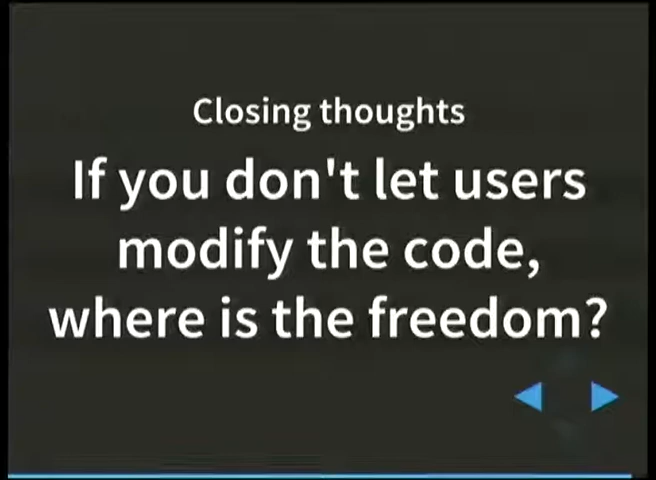 Closing thoughts
If you don't let users
modify the code,
where is the freedom?